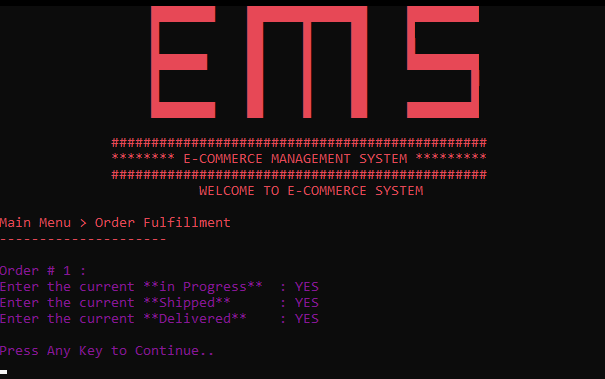 EMS
###############################################
******** E-COMMERCE MANAGEMENT SYSTEM *********
###############################################
WELCOME TO E-COMMERCE SYSTEM
Main Menu > Order Fulfillment
---------------------
Order # 1 :
Enter the current **in Progress**  : YES
Enter the current **Shipped**      : YES
Enter the current **Delivered**    : YES
Press Any Key to Continue..